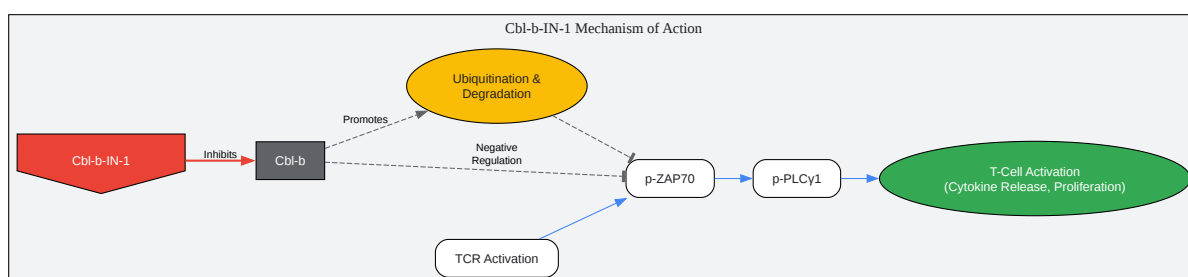 Cbl-b-IN-1 Mechanism of Action
Ubiquitination &
Degradation
Promotes
Cbl-b-IN-1
Inhibits
Cbl-b
Negative
Regulation
p-ZAP70
p-PLCγ1
T-Cell Activation
(Cytokine Release, Proliferation)
TCR Activation